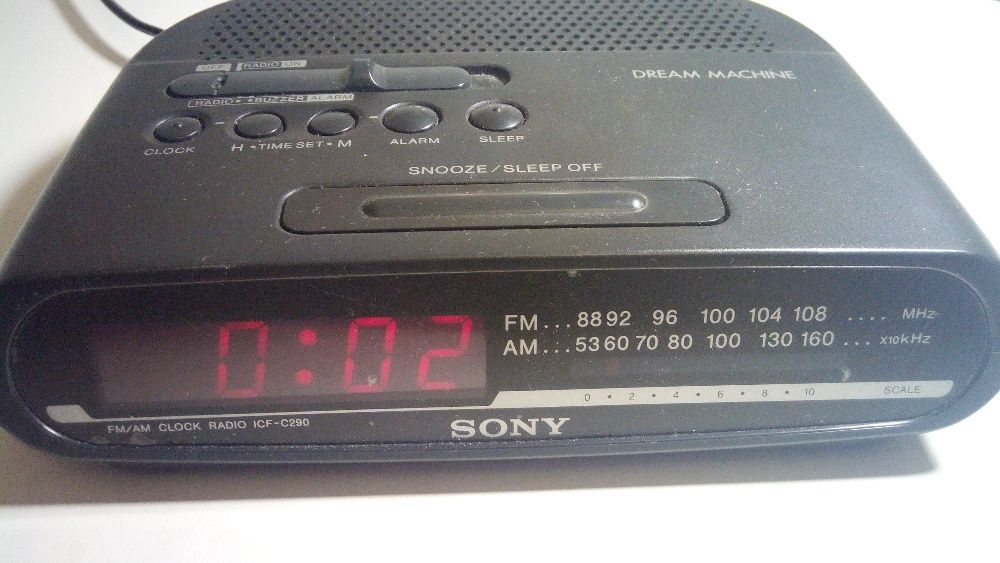 OFF RADIO ON
DREAM MACHINE
RADIO • • BUZZER ALARM
CLOCK H •TIME SET• M ALARM SLEEP
SNOOZE/SLEEP OFF
0:02
FM...88 92 96 100 104 108 .... MHz
AM...53 60 70 80 100 130 160 ... x10kHz
0 • 2 • 4 • 6 • 8 • 10 SCALE
FM/AM CLOCK RADIO ICF-C290
SONY